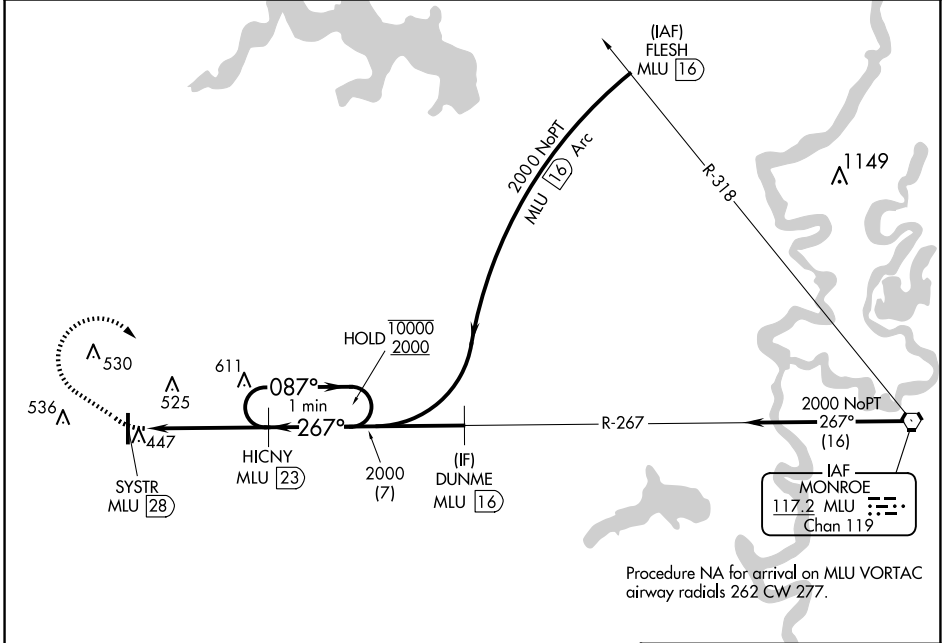 (IAF)
FLESH
MLU 16
2000 NoPT
MLU 16 Arc
R-318
1149
HOLD 10000
2000
530
611
087°
1 min
267°
525
536
447
HICNY
MLU 23
SYSTR
MLU 28
2000
(7)
(IF)
DUNME
MLU 16
R-267
2000 NoPT
267°
(16)
IAF
MONROE
117.2 MLU
Chan 119
Procedure NA for arrival on MLU VORTAC
airway radials 262 CW 277.